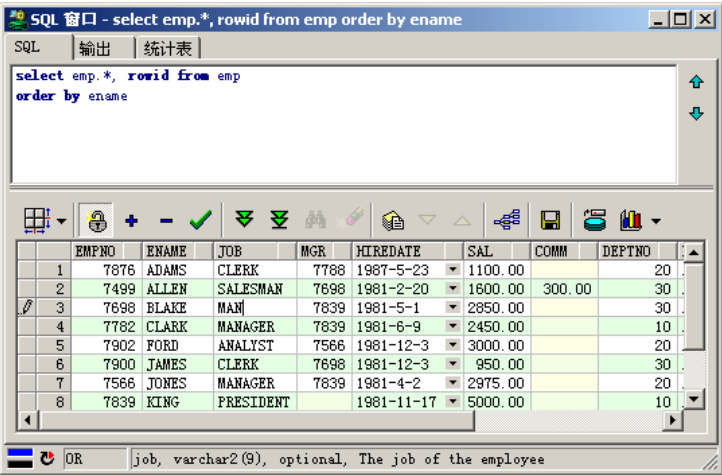 SQL 窗口 - select emp.*, rowid from emp order by ename
SQL 输出 统计表
select emp.*, rowid from emp
order by ename
EMPNO ENAME JOB MGR HIREDATE SAL COMM DEPTNO
1 7876 ADAMS CLERK 7788 1987-5-23 1100.00 20
2 7499 ALLEN SALESMAN 7698 1981-2-20 1600.00 300.00 30
3 7698 BLAKE MAN 7839 1981-5-1 2850.00 30
4 7782 CLARK MANAGER 7839 1981-6-9 2450.00 10
5 7902 FORD ANALYST 7566 1981-12-3 3000.00 20
6 7900 JAMES CLERK 7698 1981-12-3 950.00 30
7 7566 JONES MANAGER 7839 1981-4-2 2975.00 20
8 7839 KING PRESIDENT 1981-11-17 5000.00 10
OR job, varchar2(9), optional, The job of the employee